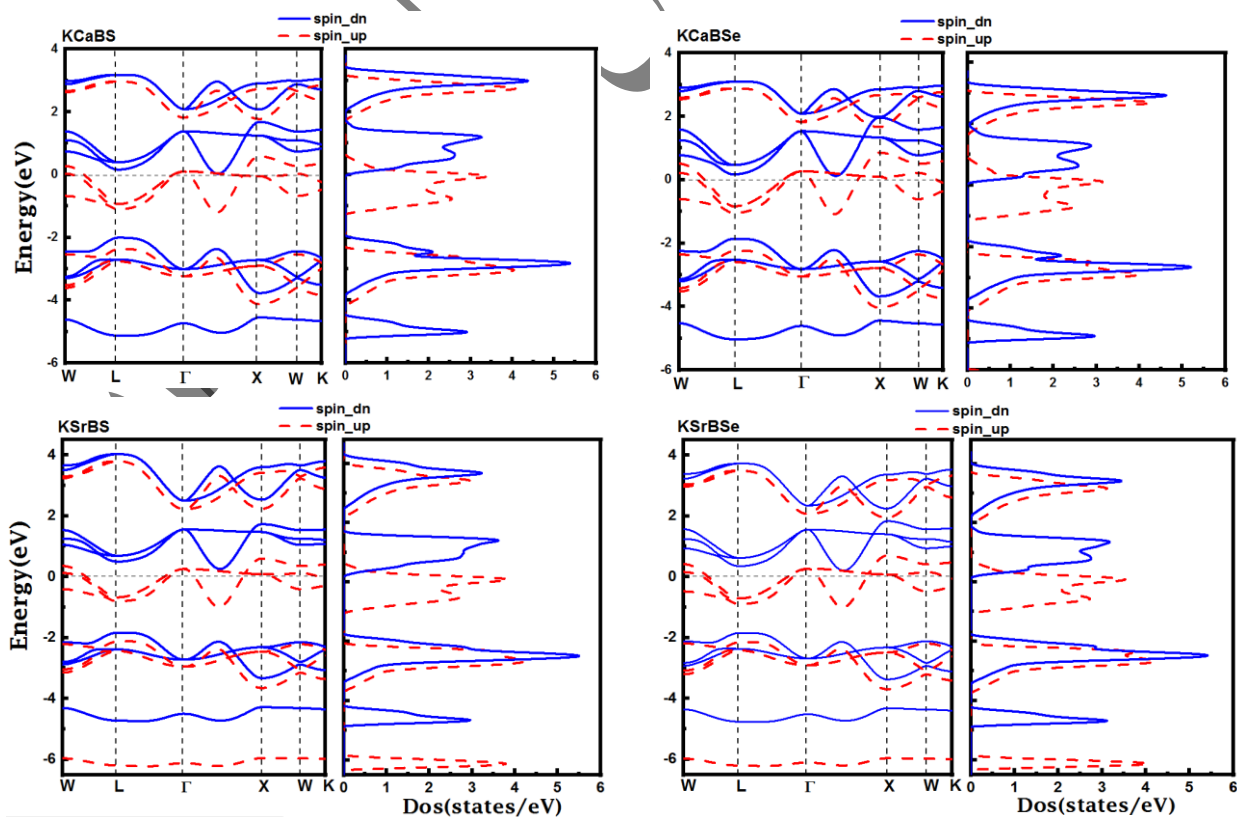 KCaBS
spin_dn
spin_up
Energy(eV)
4
2
0
-2
-4
-6
W L Γ X W K
0 1 2 3 4 5 6
KCaBSe
spin_dn
spin_up
4
2
0
-2
-4
-6
W L Γ X W K
0 1 2 3 4 5 6
KSrBS
spin_dn
spin_up
Energy(eV)
4
2
0
-2
-4
-6
W L Γ X W K
0 1 2 3 4 5 6
Dos(states/eV)
KSrBSe
spin_dn
spin_up
4
2
0
-2
-4
-6
W L Γ X W K
0 1 2 3 4 5 6
Dos(states/eV)